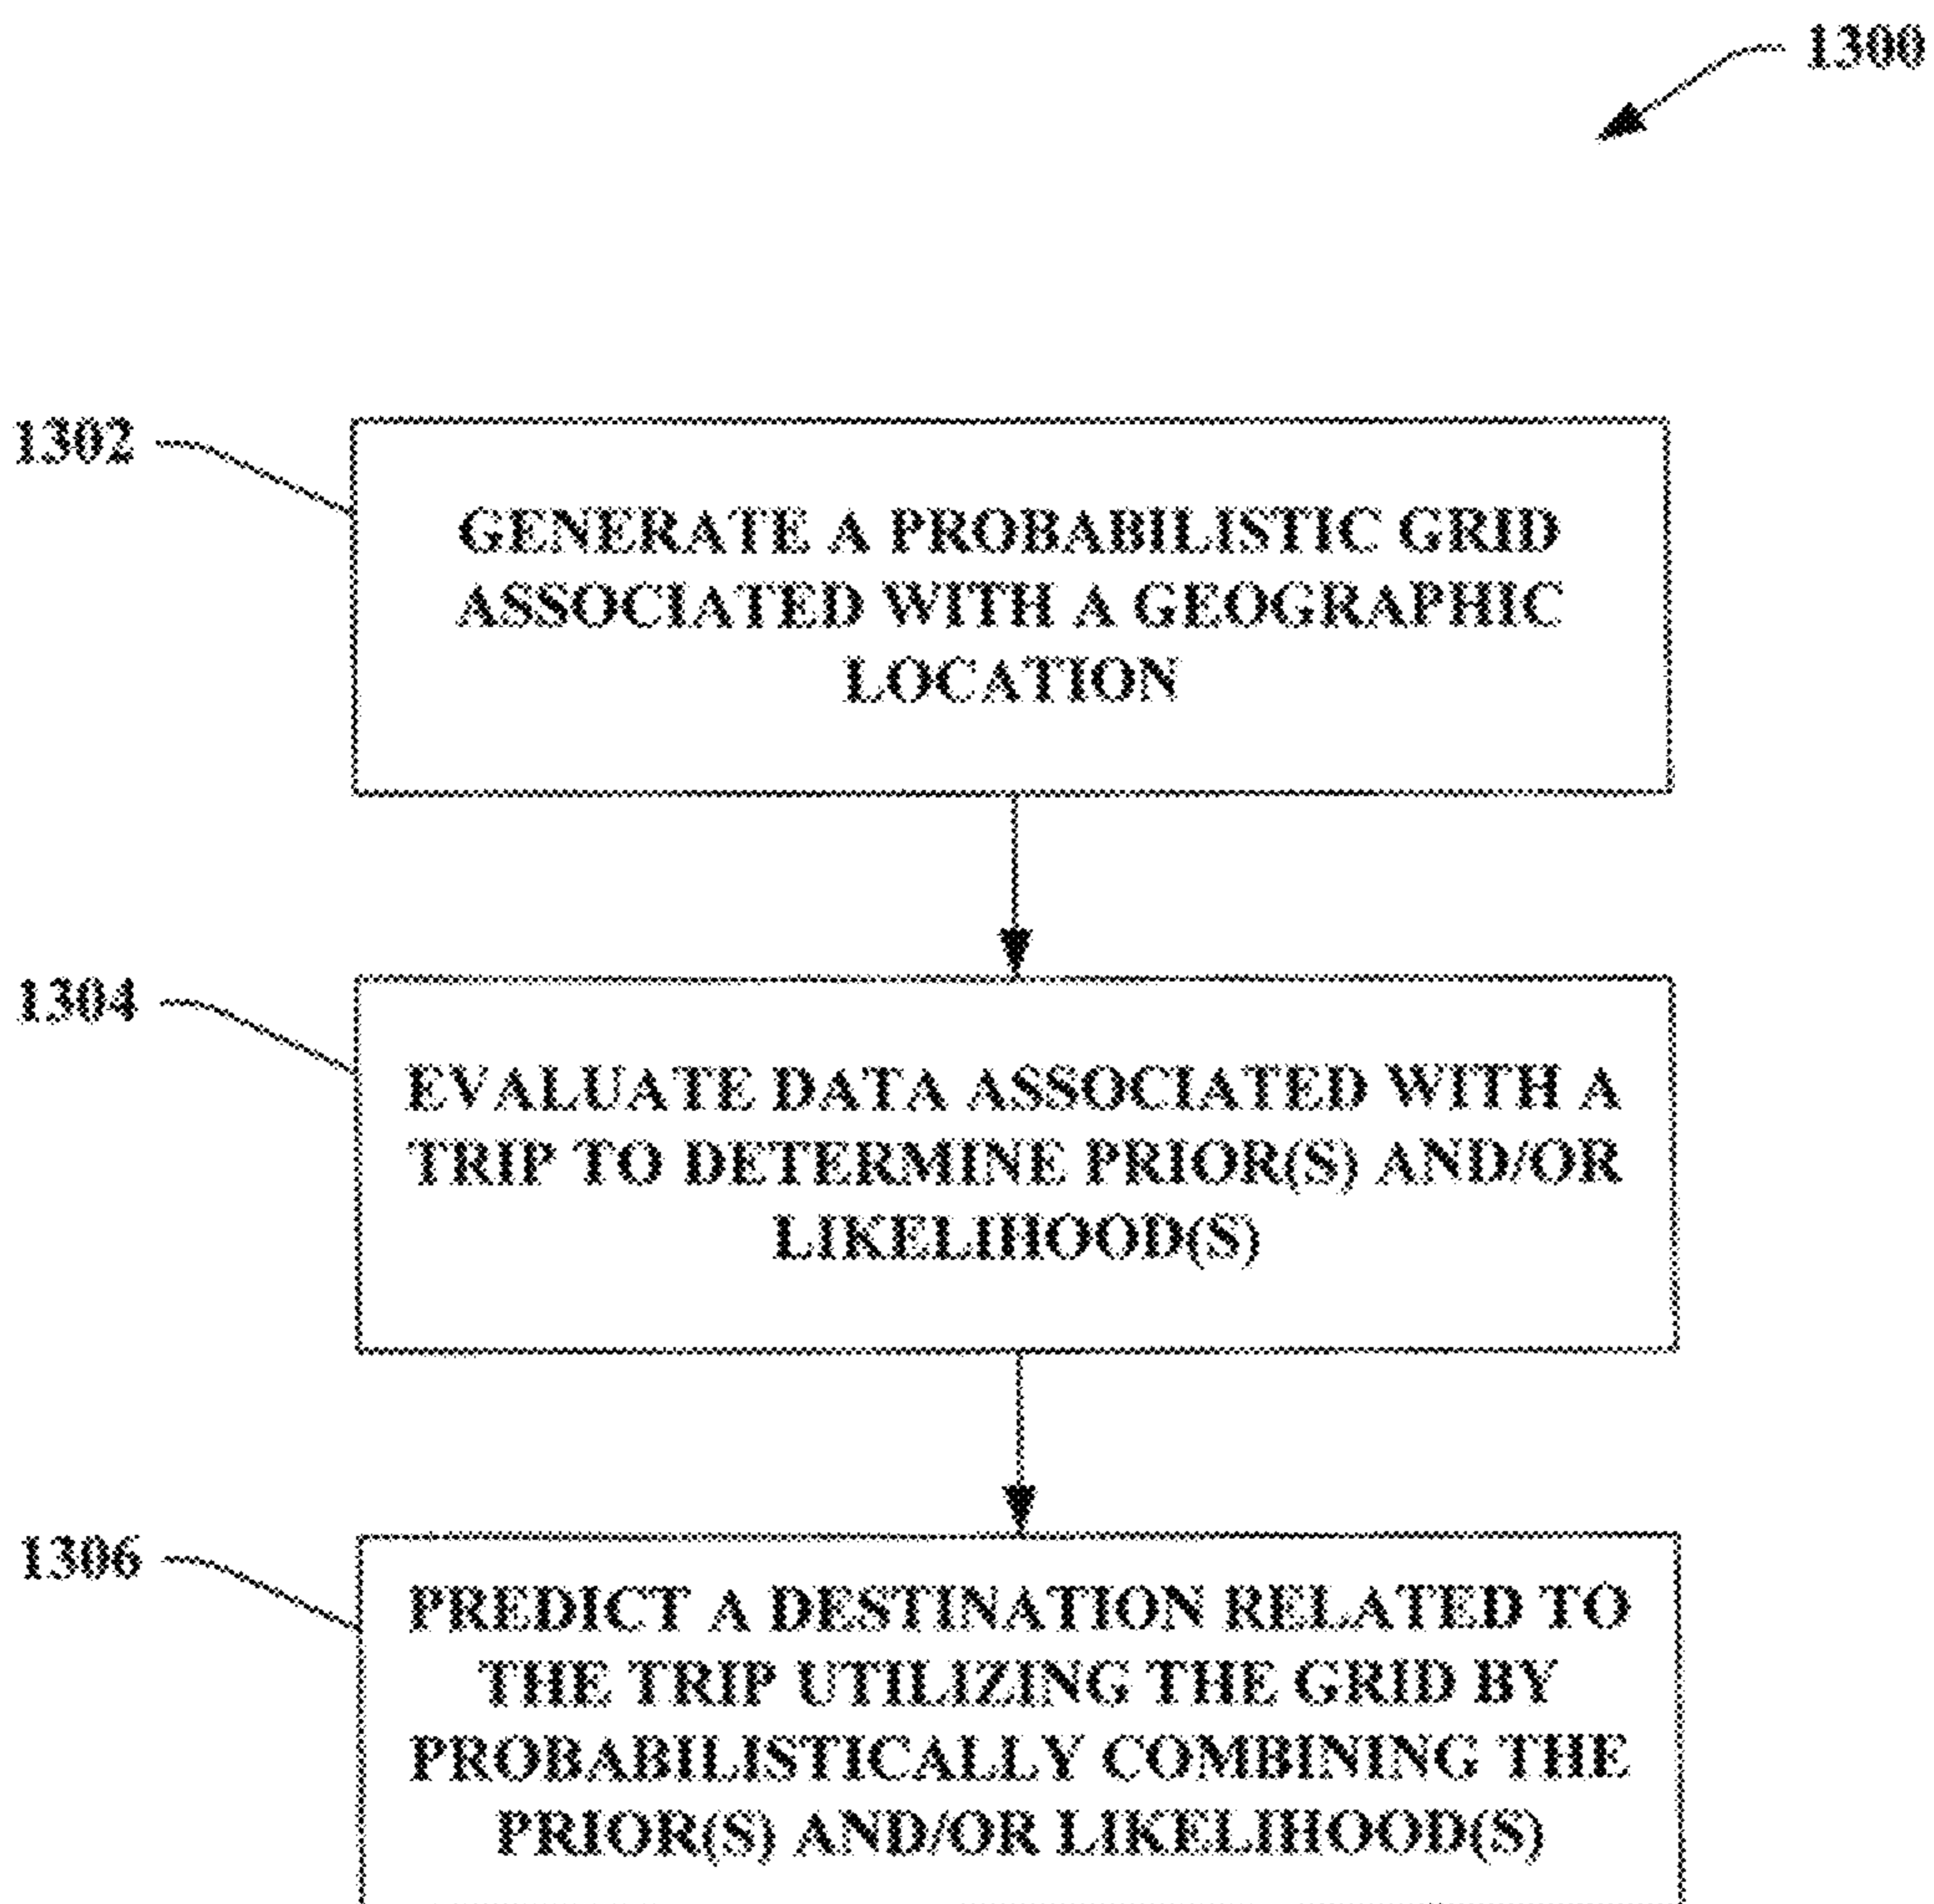 1300
1302
GENERATE A PROBABILISTIC GRID
ASSOCIATED WITH A GEOGRAPHIC
LOCATION
1304
EVALUATE DATA ASSOCIATED WITH A
TRIP TO DETERMINE PRIOR(S) AND/OR
LIKELIHOOD(S)
1306
PREDICT A DESTINATION RELATED TO
THE TRIP UTILIZING THE GRID BY
PROBABILISTICALLY COMBINING THE
PRIOR(S) AND/OR LIKELIHOOD(S)